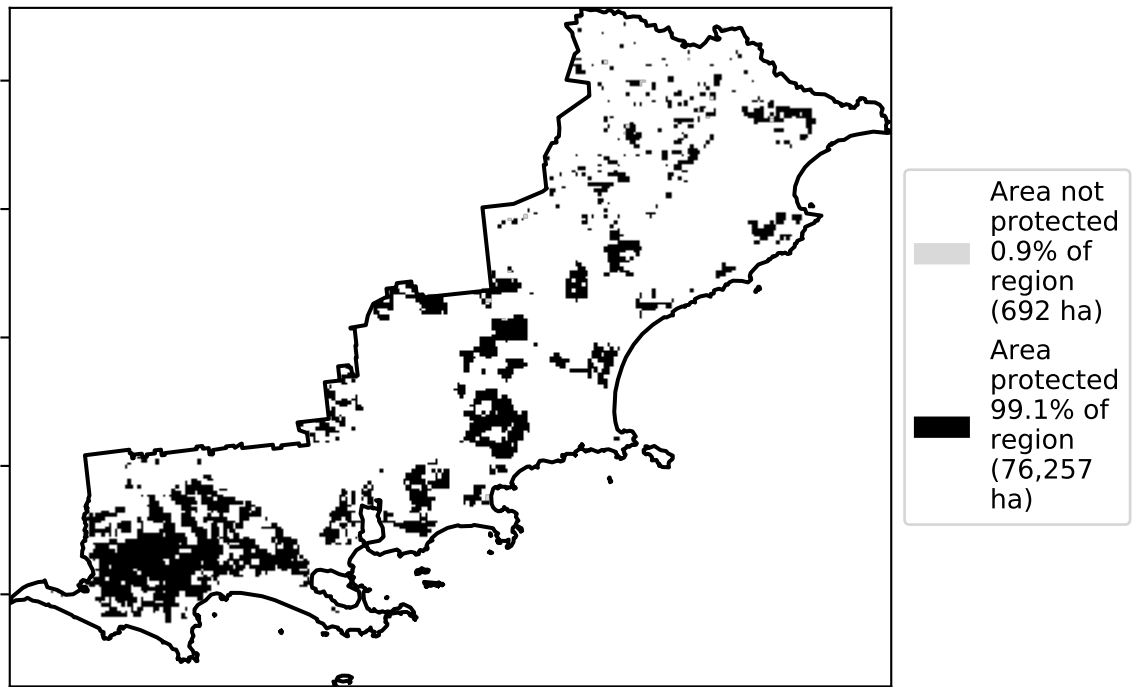 Area not
protected
0.9% of
region
(692 ha)
Area
protected
99.1% of
region
(76,257
ha)